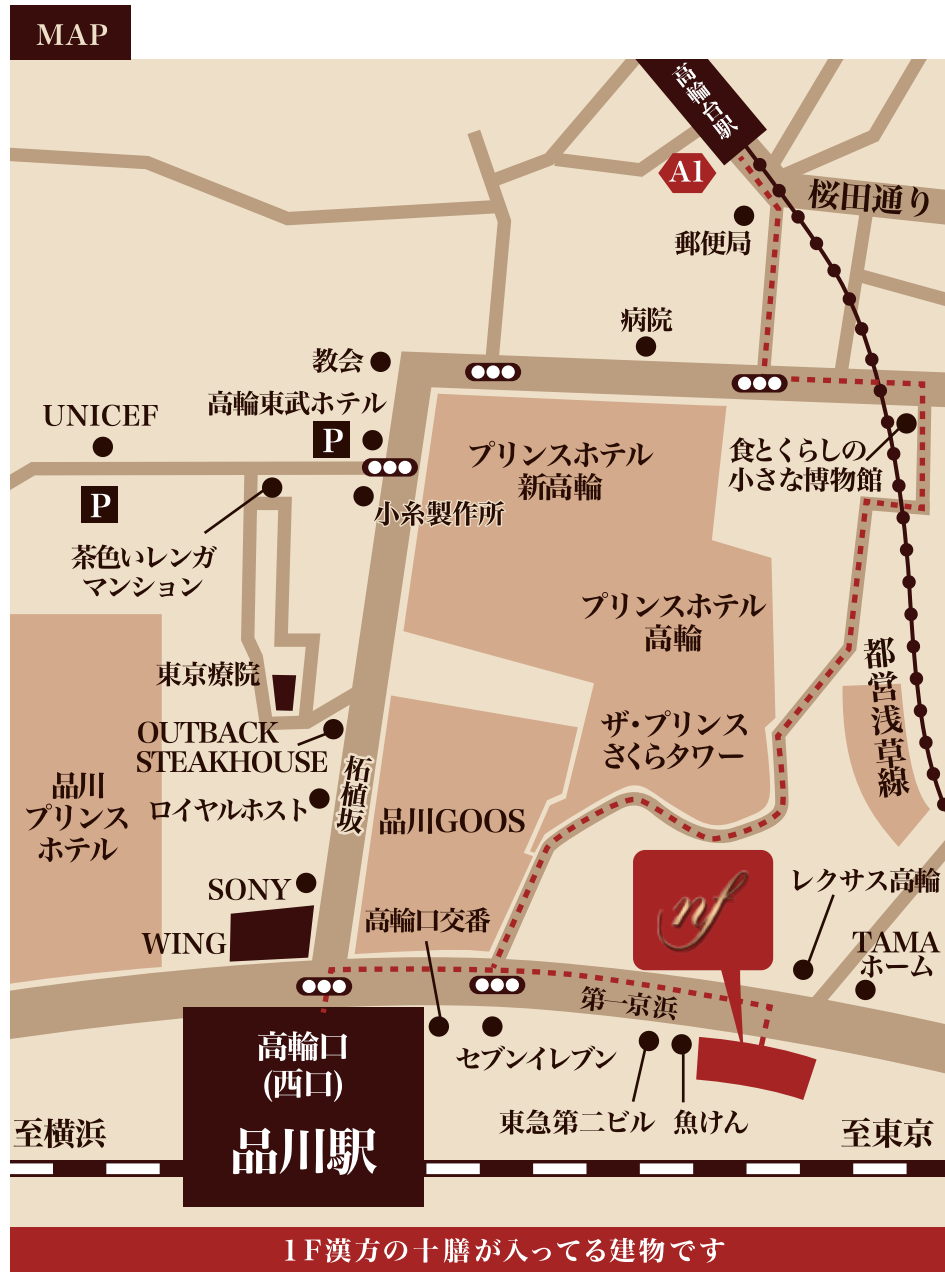 MAP
高輪台駅
A1
桜田通り
郵便局
病院
教会
高輪東武ホテル
P
UNICEF
P
小糸製作所
プリンスホテル
新高輪
食とくらしの
小さな博物館
茶色いレンガ
マンション
プリンスホテル
高輪
都営浅草線
東京療院
OUTBACK
STEAKHOUSE
ザ・プリンス
さくらタワー
柘植坂
品川
プリンス
ホテル
ロイヤルホスト
品川GOOS
SONY
WING
高輪口交番
nf
レクサス高輪
TAMA
ホーム
第一京浜
高輪口
(西口)
品川駅
セブンイレブン
東急第二ビル
魚けん
至横浜
至東京
1F漢方の十膳が入ってる建物です